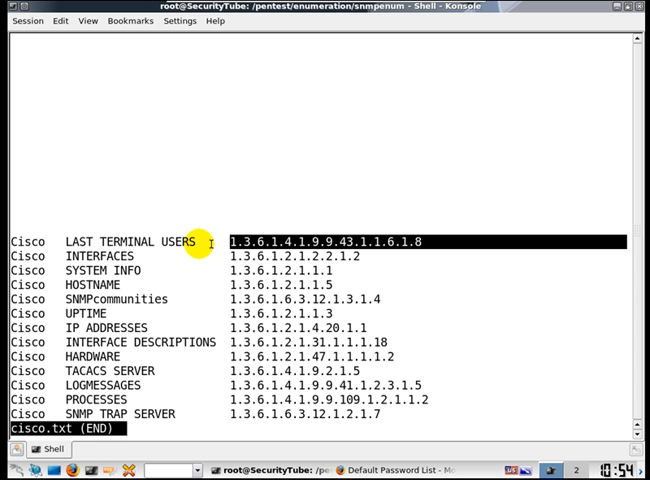 root@SecurityTube: /pentest/enumeration/snmpenum - Shell - Konsole
Session Edit View Bookmarks Settings Help
Cisco LAST TERMINAL USERS 1.3.6.1.4.1.9.9.43.1.1.6.1.8
Cisco INTERFACES 1.3.6.1.2.1.2.2.1.2
Cisco SYSTEM INFO 1.3.6.1.2.1.1.1
Cisco HOSTNAME 1.3.6.1.2.1.1.5
Cisco SNMPcommunities 1.3.6.1.6.3.12.1.3.1.4
Cisco UPTIME 1.3.6.1.2.1.1.3
Cisco IP ADDRESSES 1.3.6.1.2.1.4.20.1.1
Cisco INTERFACE DESCRIPTIONS 1.3.6.1.2.1.31.1.1.1.18
Cisco HARDWARE 1.3.6.1.2.1.47.1.1.1.1.2
Cisco TACACS SERVER 1.3.6.1.4.1.9.2.1.5
Cisco LOGMESSAGES 1.3.6.1.4.1.9.9.41.1.2.3.1.5
Cisco PROCESSES 1.3.6.1.4.1.9.9.109.1.2.1.1.2
Cisco SNMP TRAP SERVER 1.3.6.1.6.3.12.1.2.1.7
cisco.txt (END)
Shell
root@SecurityTube: /pe Default Password List - Mo 2 10:54